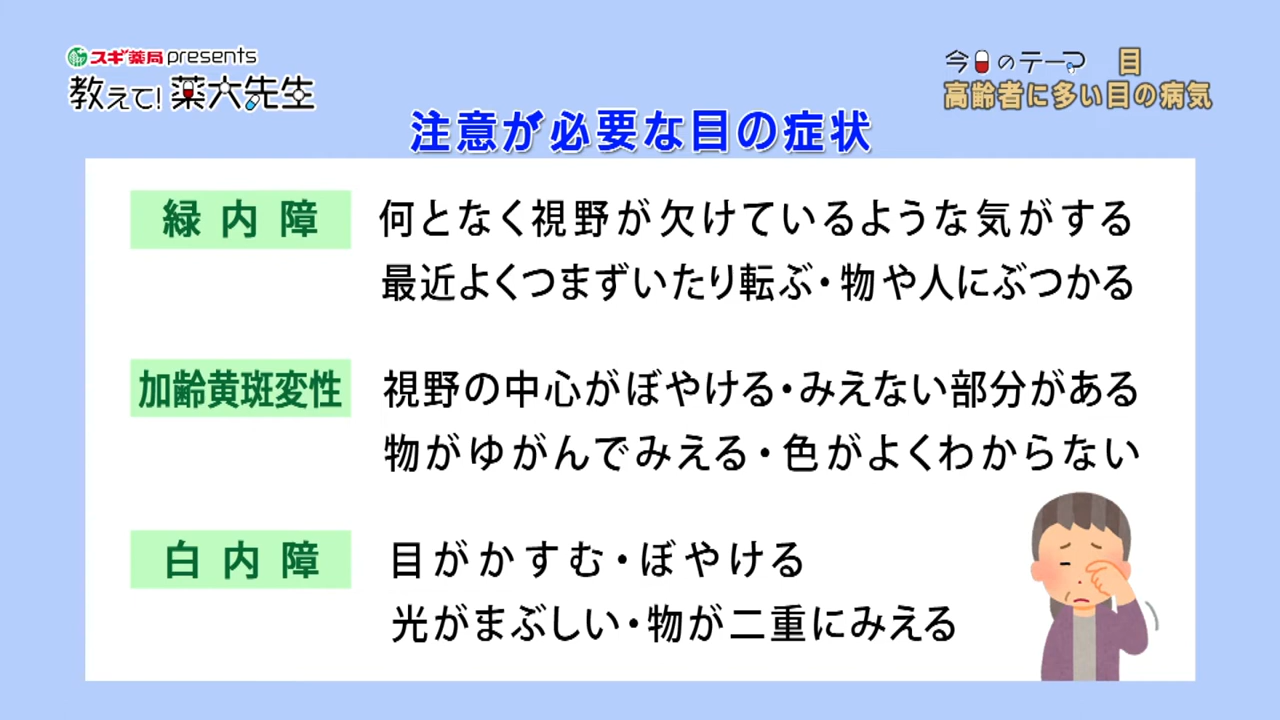 スギ薬局 presents
教えて!薬六先生
今日のテーマ 目
高齢者に多い目の病気
注意が必要な目の症状
緑内障 何となく視野が欠けているような気がする
最近よくつまずいたり転ぶ・物や人にぶつかる
加齢黄斑変性 視野の中心がぼやける・みえない部分がある
物がゆがんでみえる・色がよくわからない
白内障 目がかすむ・ぼやける
光がまぶしい・物が二重にみえる